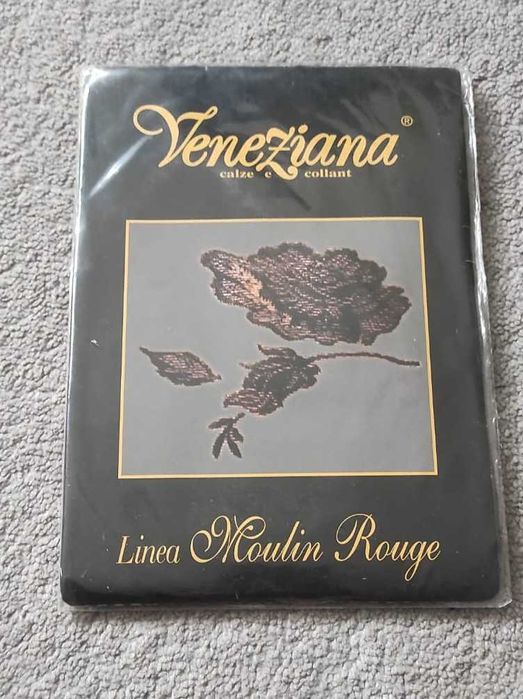 Veneziana®
calze e collant
Linea Moulin Rouge